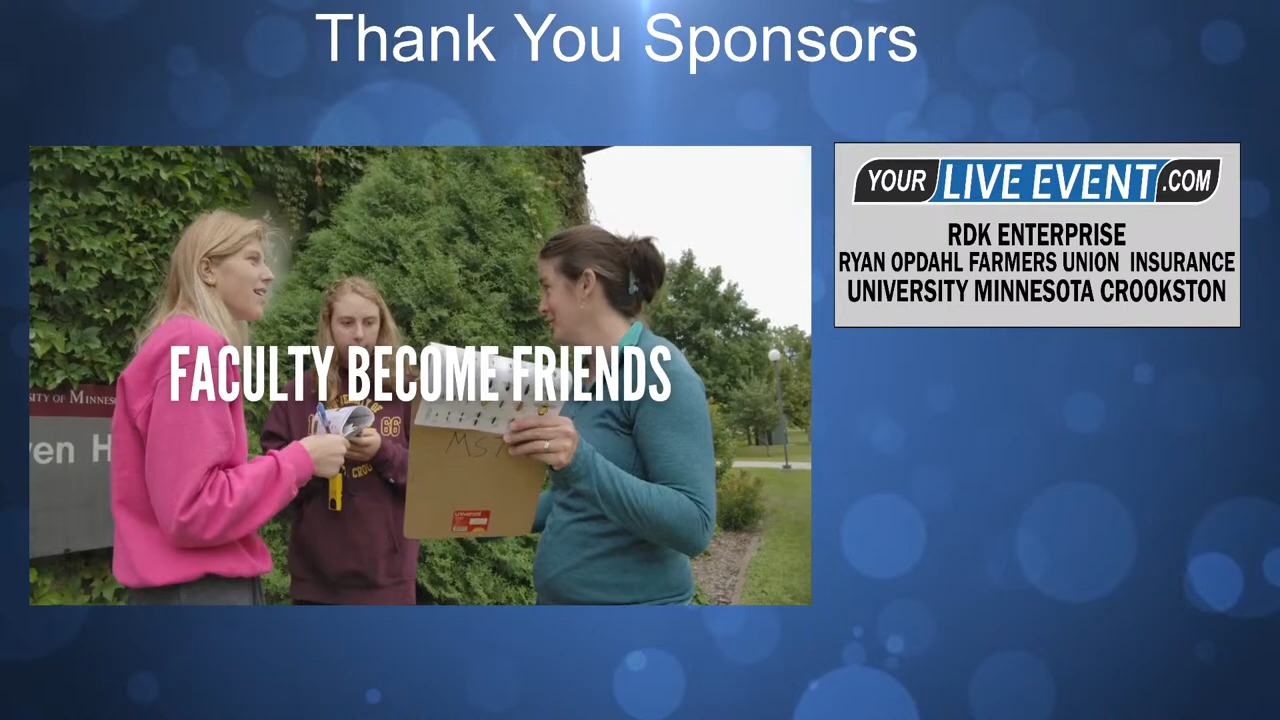 Thank You Sponsors
YOUR LIVE EVENT .COM
RDK ENTERPRISE
RYAN OPDAHL FARMERS UNION INSURANCE
UNIVERSITY MINNESOTA CROOKSTON
FACULTY BECOME FRIENDS
66